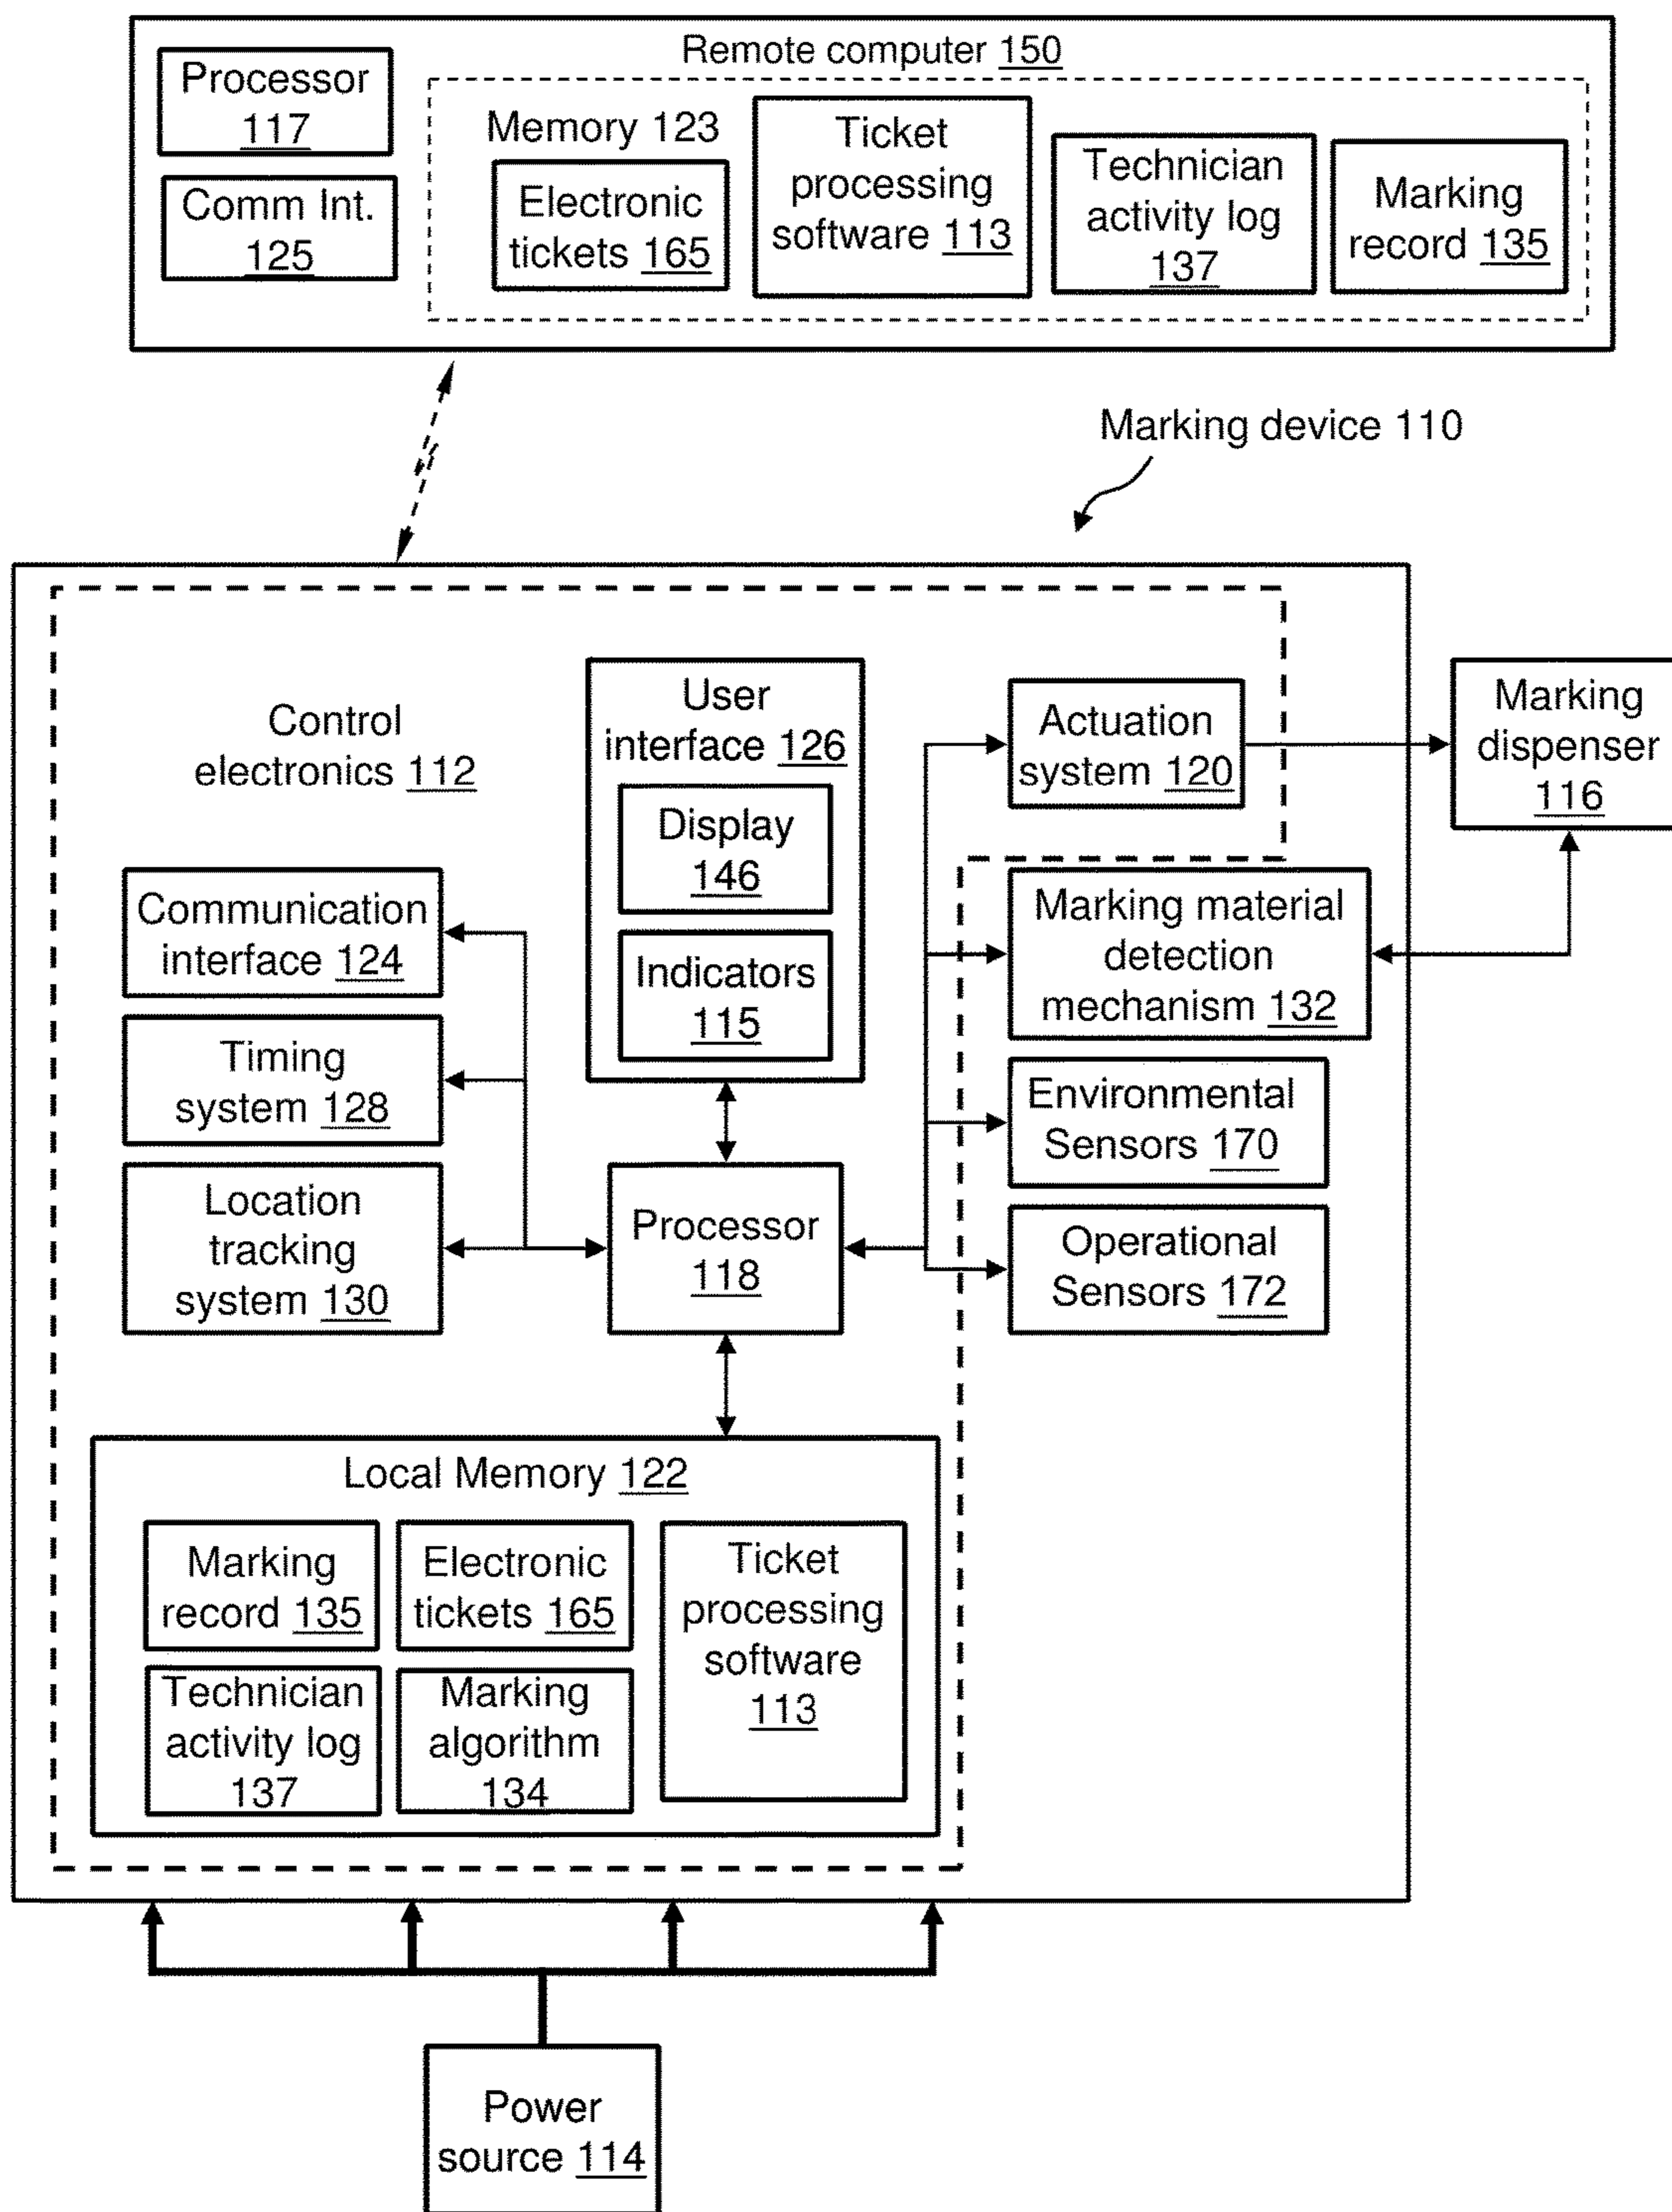 Remote computer 150
Processor
117
Comm Int.
125
Memory 123
Electronic
tickets 165
Ticket
processing
software 113
Technician
activity log
137
Marking
record 135
Marking device 110
Control
electronics 112
User
interface 126
Display
146
Indicators
115
Actuation
system 120
Marking
dispenser
116
Communication
interface 124
Timing
system 128
Location
tracking
system 130
Processor
118
Marking material
detection
mechanism 132
Environmental
Sensors 170
Operational
Sensors 172
Local Memory 122
Marking
record 135
Electronic
tickets 165
Ticket
processing
software
113
Technician
activity log
137
Marking
algorithm
134
Power
source 114